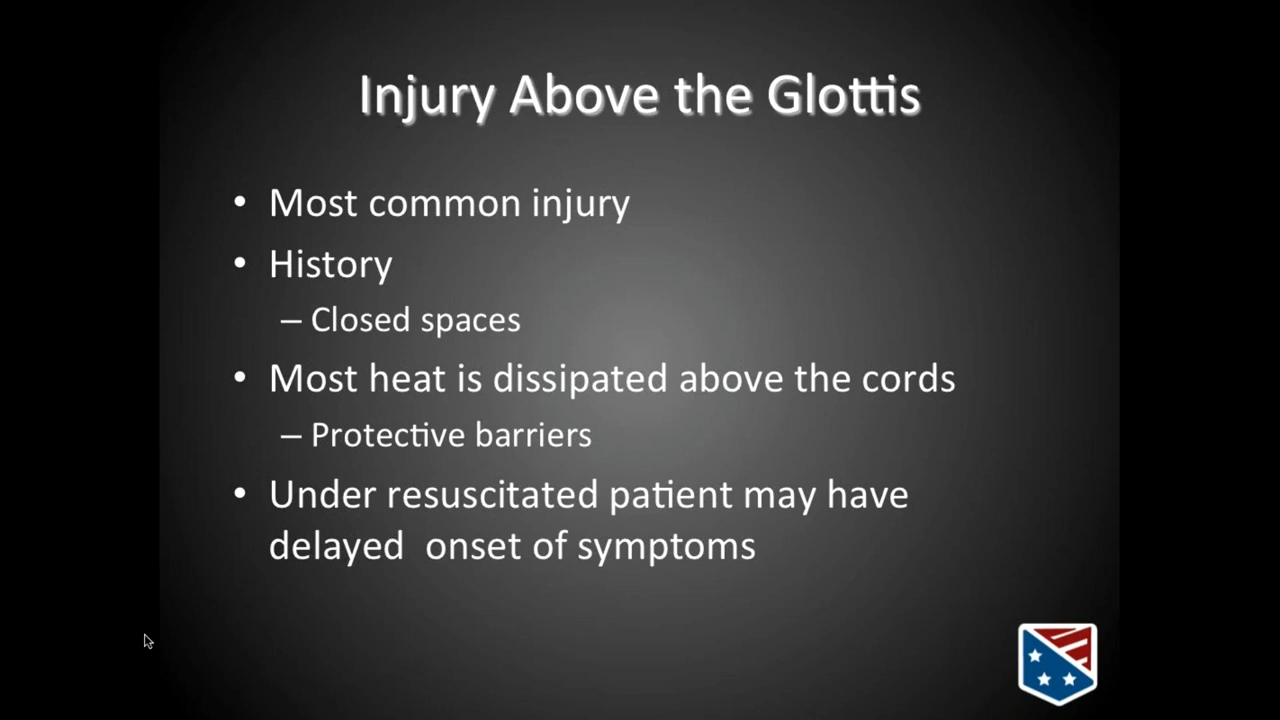 Injury Above the Glottis
• Most common injury
• History
– Closed spaces
• Most heat is dissipated above the cords
– Protective barriers
• Under resuscitated patient may have
delayed  onset of symptoms